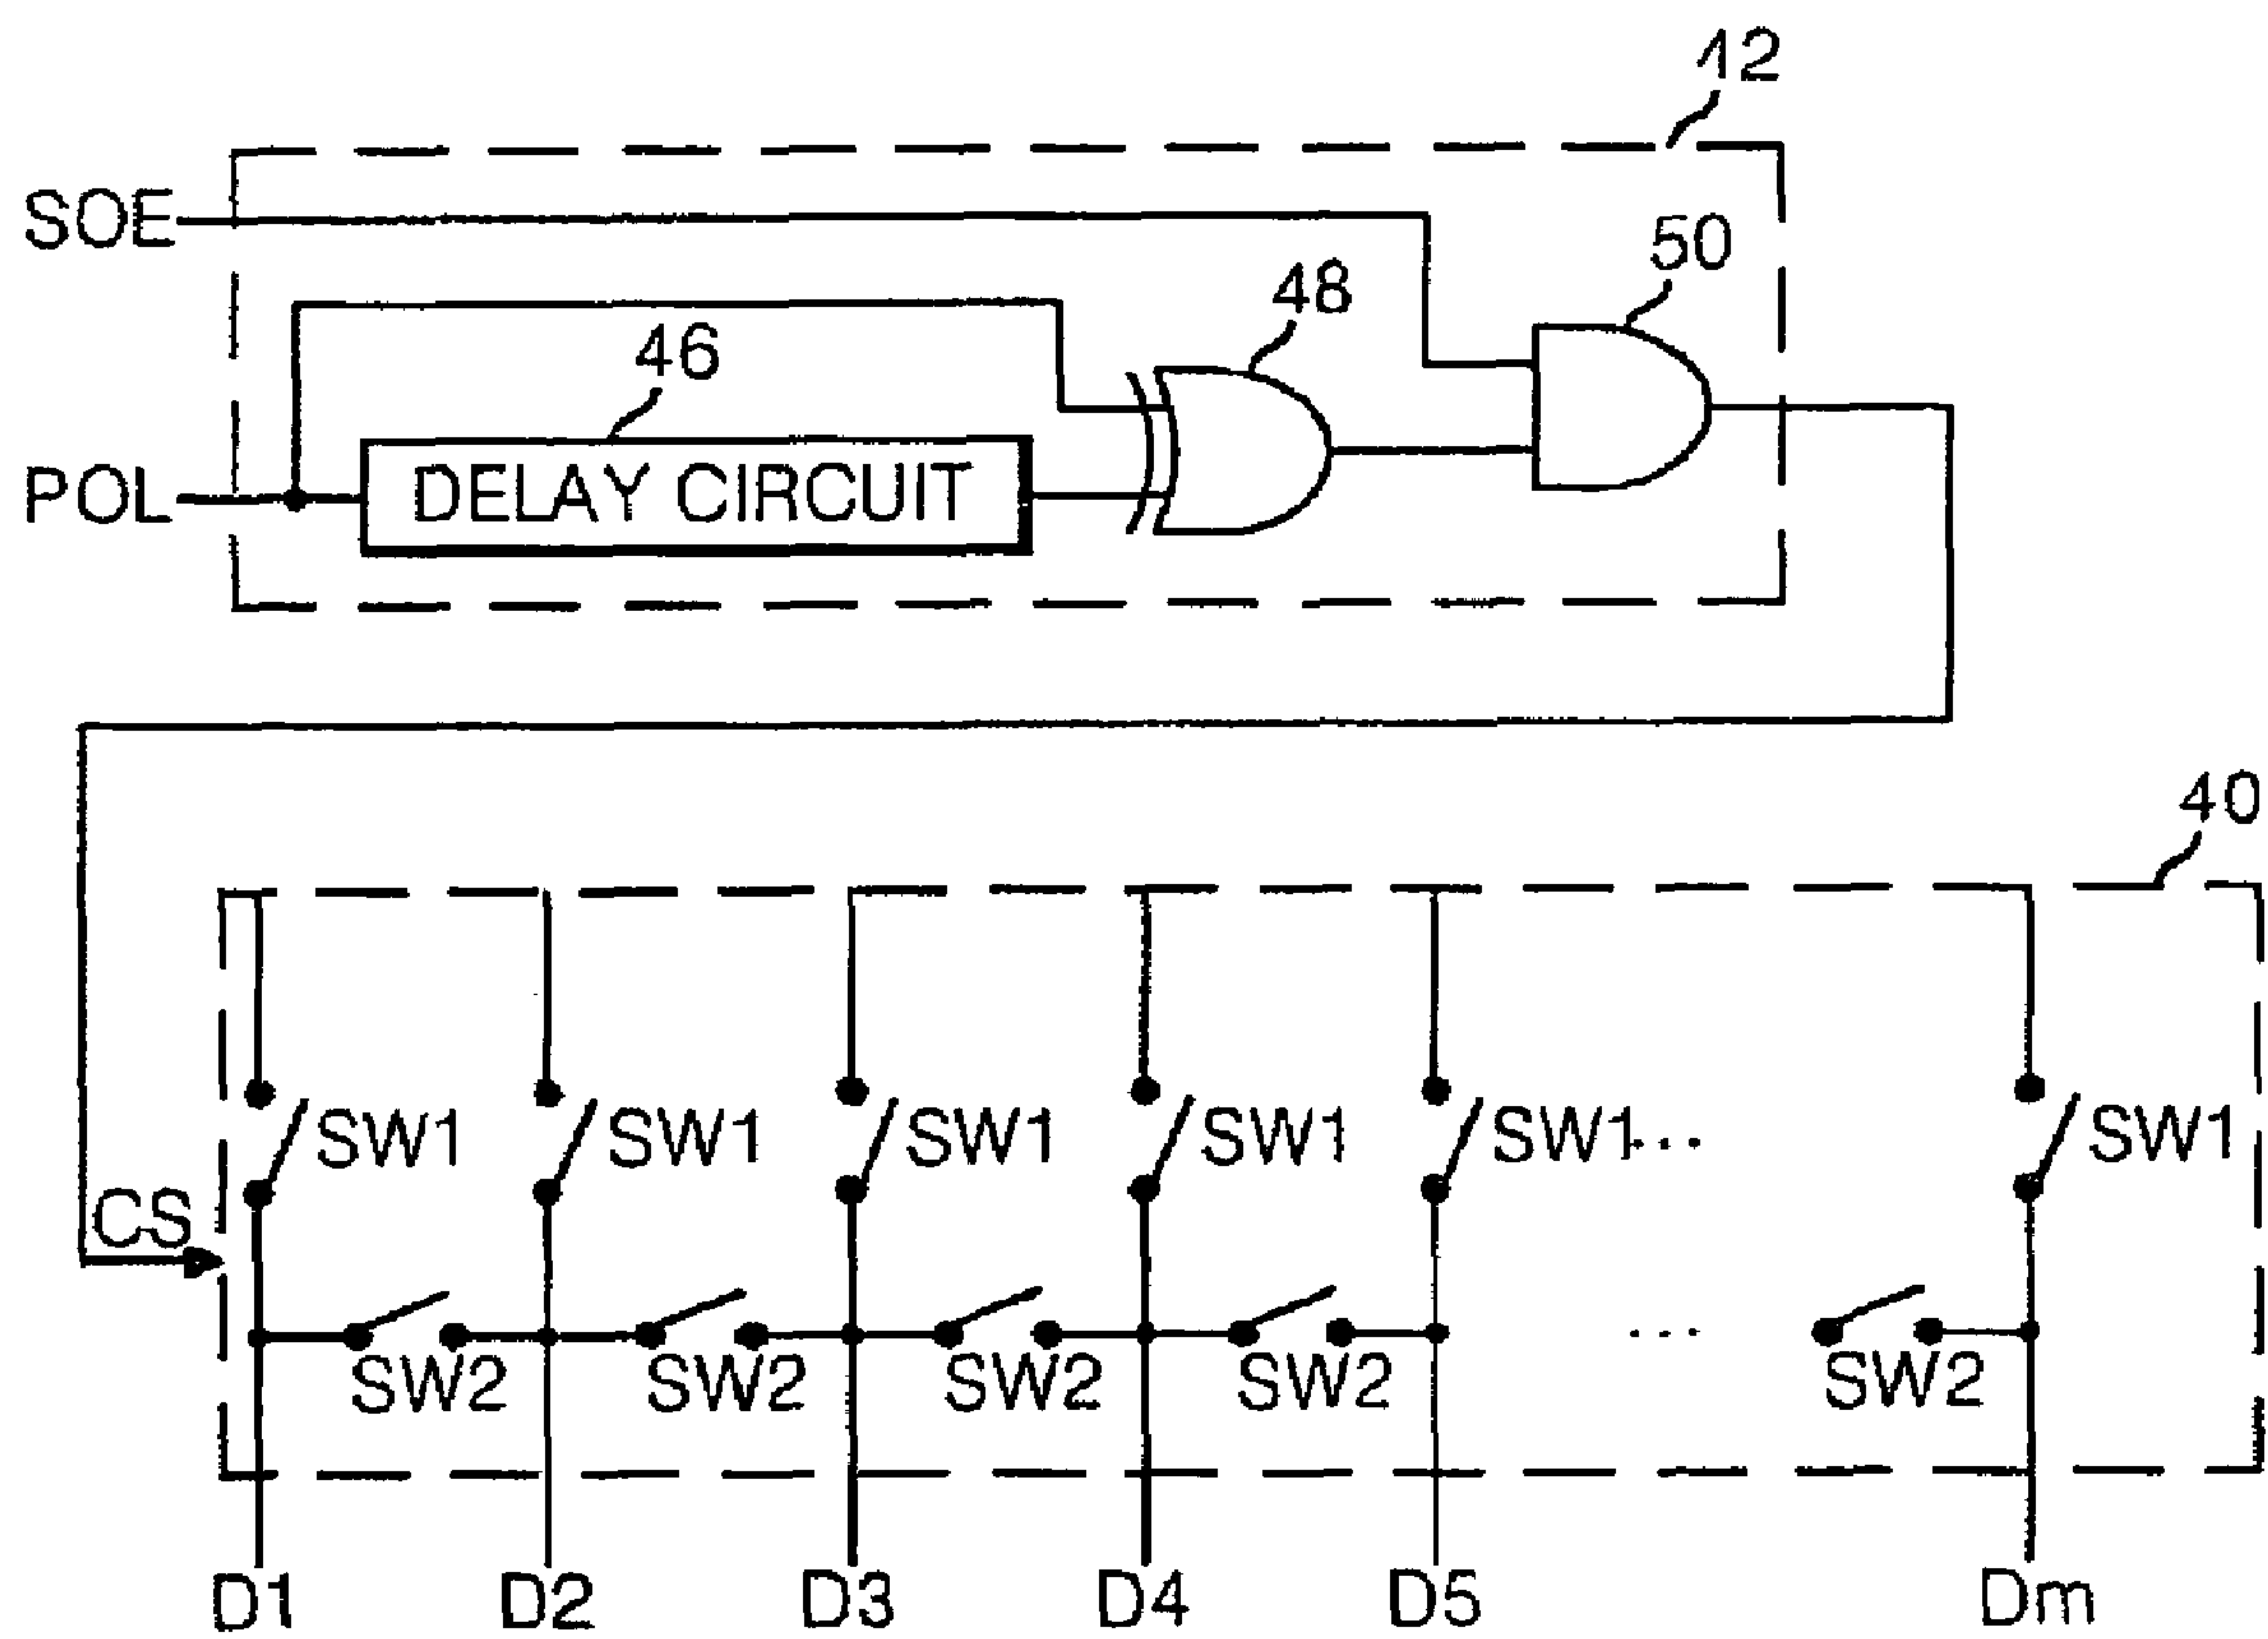 42
SOE
50
48
46
POL
DELAY CIRCUIT
40
SW1 SW1 SW1 SW1 SW1... SW1
CS
SW2 SW2 SW2 SW2 ... SW2
D1 D2 D3 D4 D5 Dm